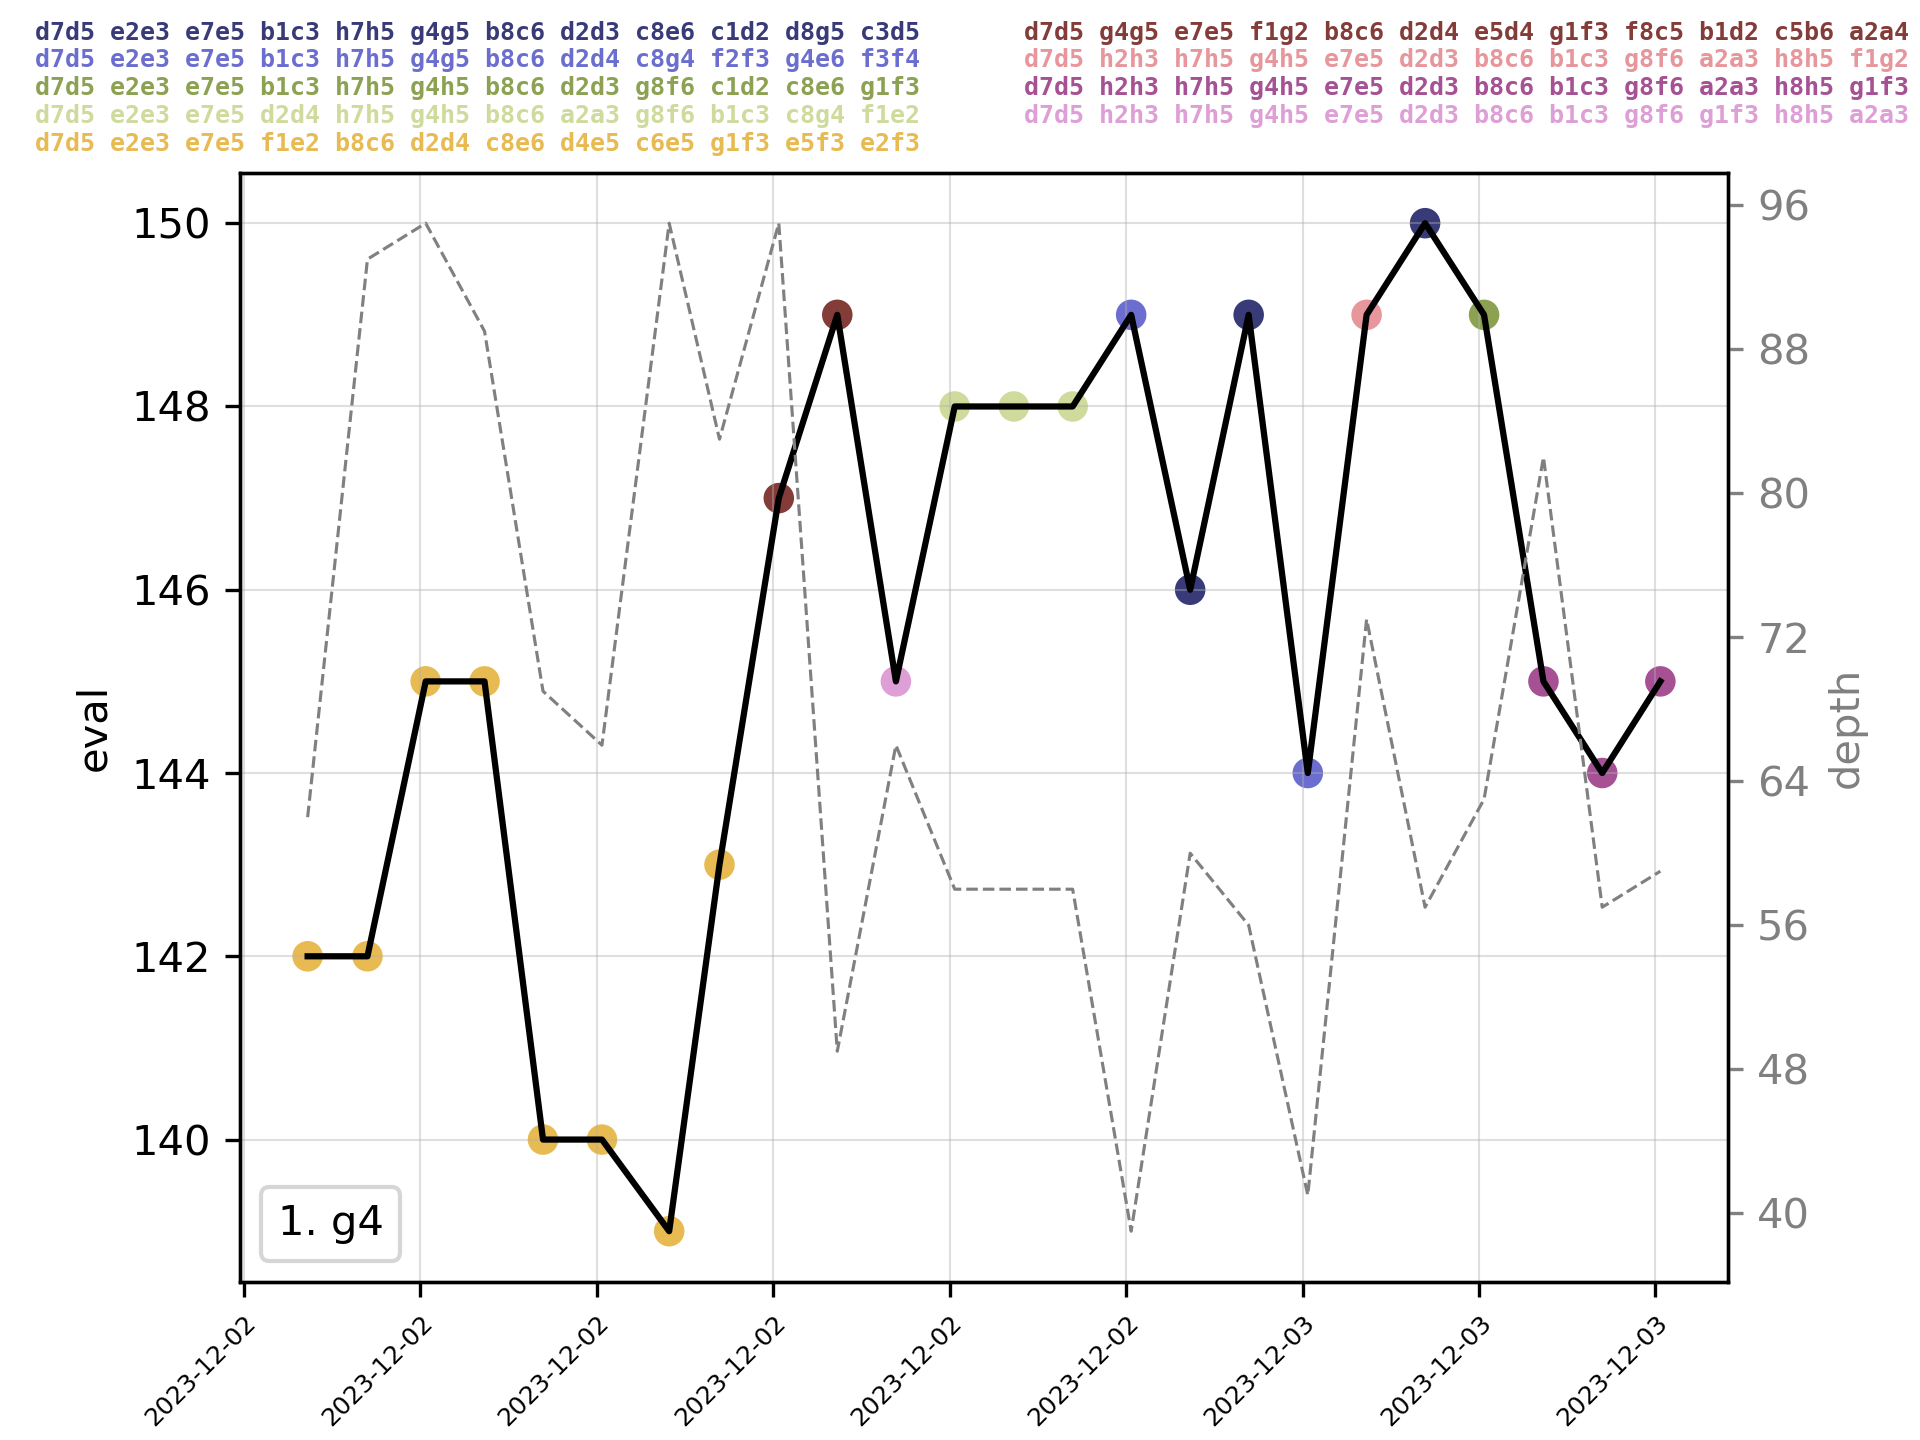 d7d5 e2e3 e7e5 b1c3 h7h5 g4g5 b8c6 d2d3 c8e6 c1d2 d8g5 c3d5
d7d5 e2e3 e7e5 b1c3 h7h5 g4g5 b8c6 d2d4 c8g4 f2f3 g4e6 f3f4
d7d5 e2e3 e7e5 b1c3 h7h5 g4h5 b8c6 d2d3 g8f6 c1d2 c8e6 g1f3
d7d5 e2e3 e7e5 d2d4 h7h5 g4h5 b8c6 a2a3 g8f6 b1c3 c8g4 f1e2
d7d5 e2e3 e7e5 f1e2 b8c6 d2d4 c8e6 d4e5 c6e5 g1f3 e5f3 e2f3
d7d5 g4g5 e7e5 f1g2 b8c6 d2d4 e5d4 g1f3 f8c5 b1d2 c5b6 a2a4
d7d5 h2h3 h7h5 g4h5 e7e5 d2d3 b8c6 b1c3 g8f6 a2a3 h8h5 f1g2
d7d5 h2h3 h7h5 g4h5 e7e5 d2d3 b8c6 b1c3 g8f6 a2a3 h8h5 g1f3
d7d5 h2h3 h7h5 g4h5 e7e5 d2d3 b8c6 b1c3 g8f6 g1f3 h8h5 a2a3
150
148
146
144
142
140
eval
96
88
80
72
64
56
48
40
depth
1. g4
2023-12-02
2023-12-02
2023-12-02
2023-12-02
2023-12-02
2023-12-02
2023-12-03
2023-12-03
2023-12-03